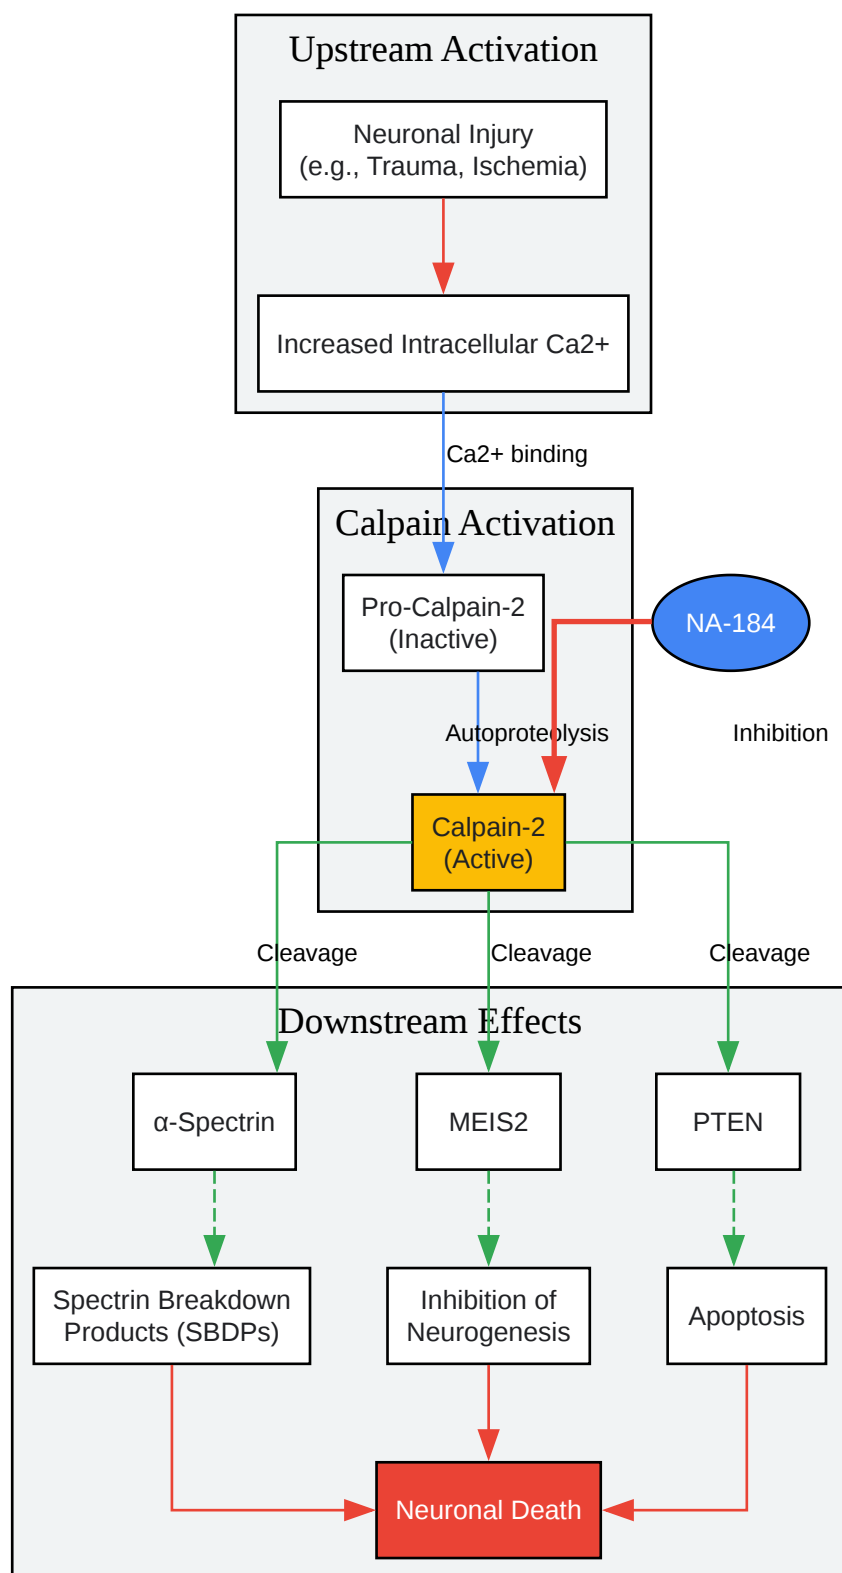 Upstream Activation
Neuronal Injury
(e.g., Trauma, Ischemia)
Increased Intracellular Ca2+
Ca2+ binding
Calpain Activation
Pro-Calpain-2
(Inactive)
NA-184
Autoproteolysis
Inhibition
Calpain-2
(Active)
Cleavage
Cleavage
Cleavage
Downstream Effects
α-Spectrin
MEIS2
PTEN
Spectrin Breakdown
Products (SBDPs)
Inhibition of
Neurogenesis
Apoptosis
Neuronal Death